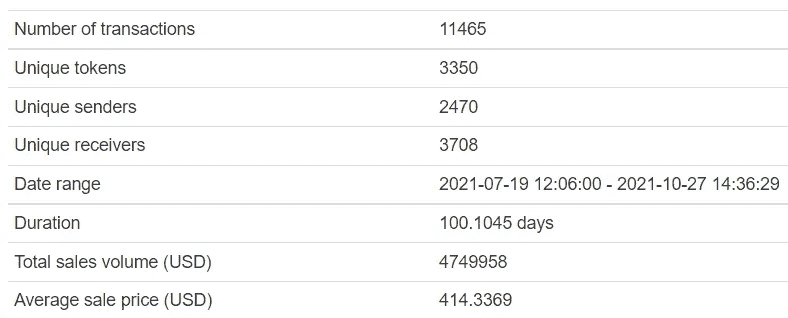 Number of transactions 11465
Unique tokens 3350
Unique senders 2470
Unique receivers 3708
Date range 2021-07-19 12:06:00 - 2021-10-27 14:36:29
Duration 100.1045 days
Total sales volume (USD) 4749958
Average sale price (USD) 414.3369